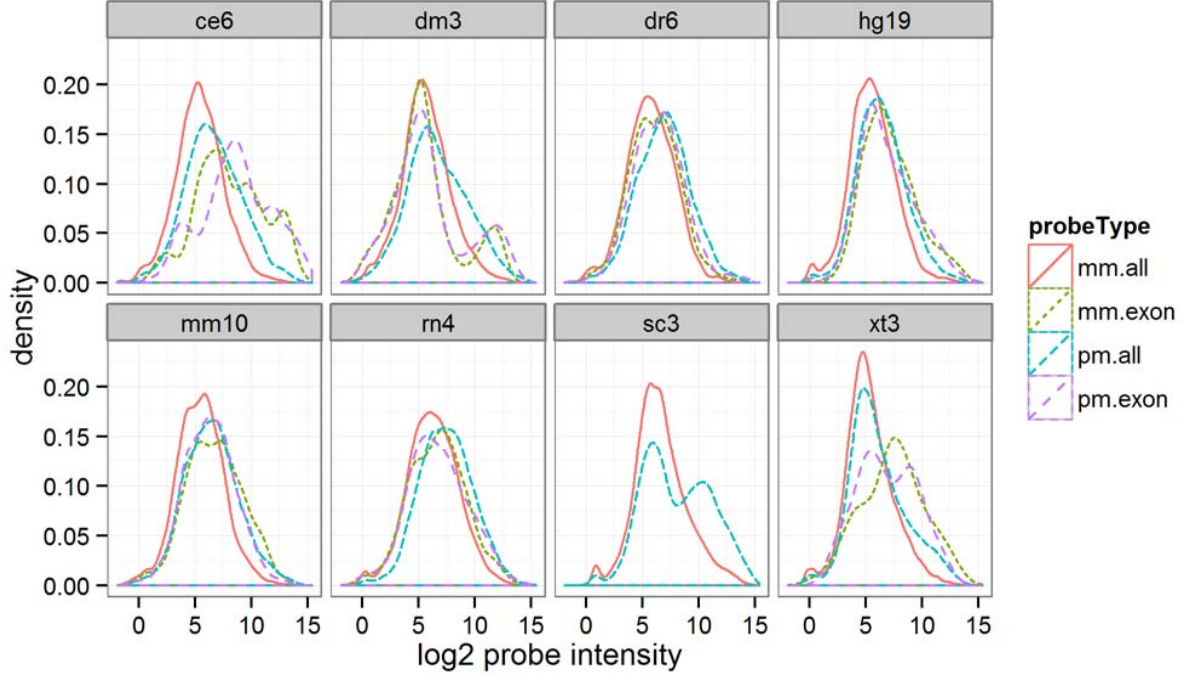 ce6 dm3 dr6 hg19
0.20
0.15
0.10
0.05
0.00
mm10 rn4 sc3 xt3
0.20
0.15
0.10
0.05
0.00
0 5 10 15 0 5 10 15 0 5 10 15 0 5 10 15
log2 probe intensity
density
probeType
mm.all
mm.exon
pm.all
pm.exon